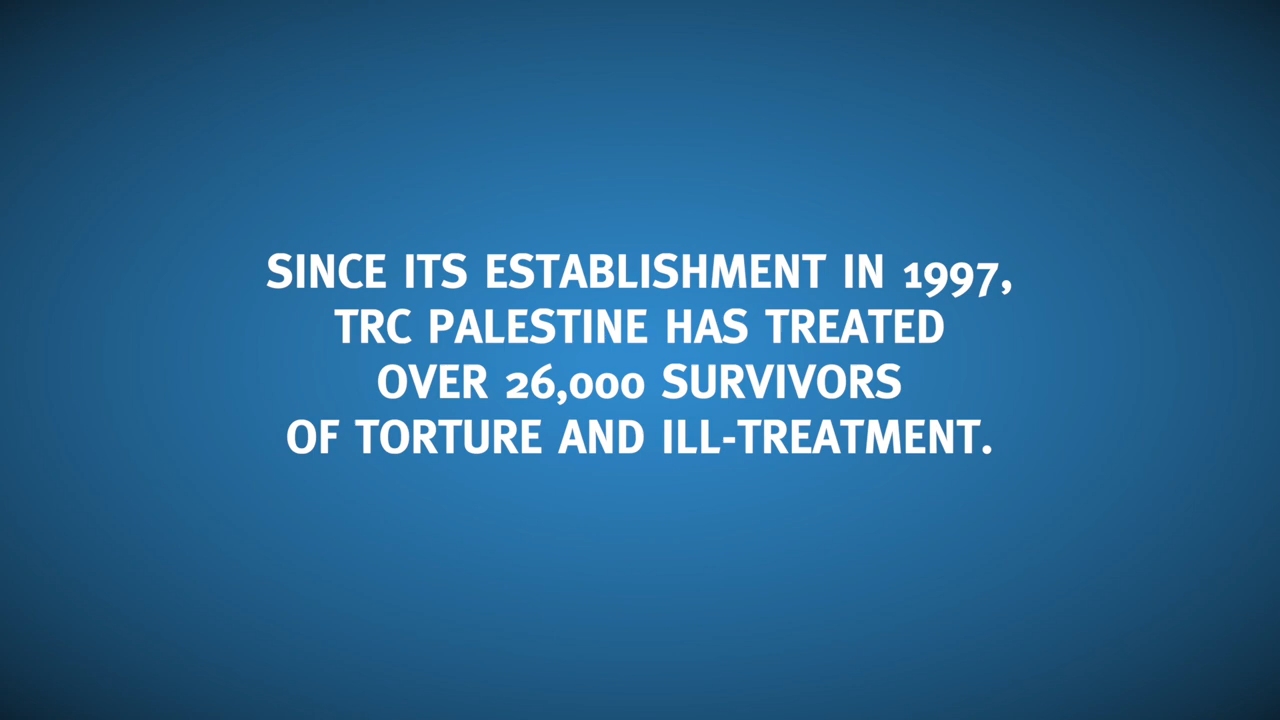 SINCE ITS ESTABLISHMENT IN 1997,
TRC PALESTINE HAS TREATED
OVER 26,000 SURVIVORS
OF TORTURE AND ILL-TREATMENT.